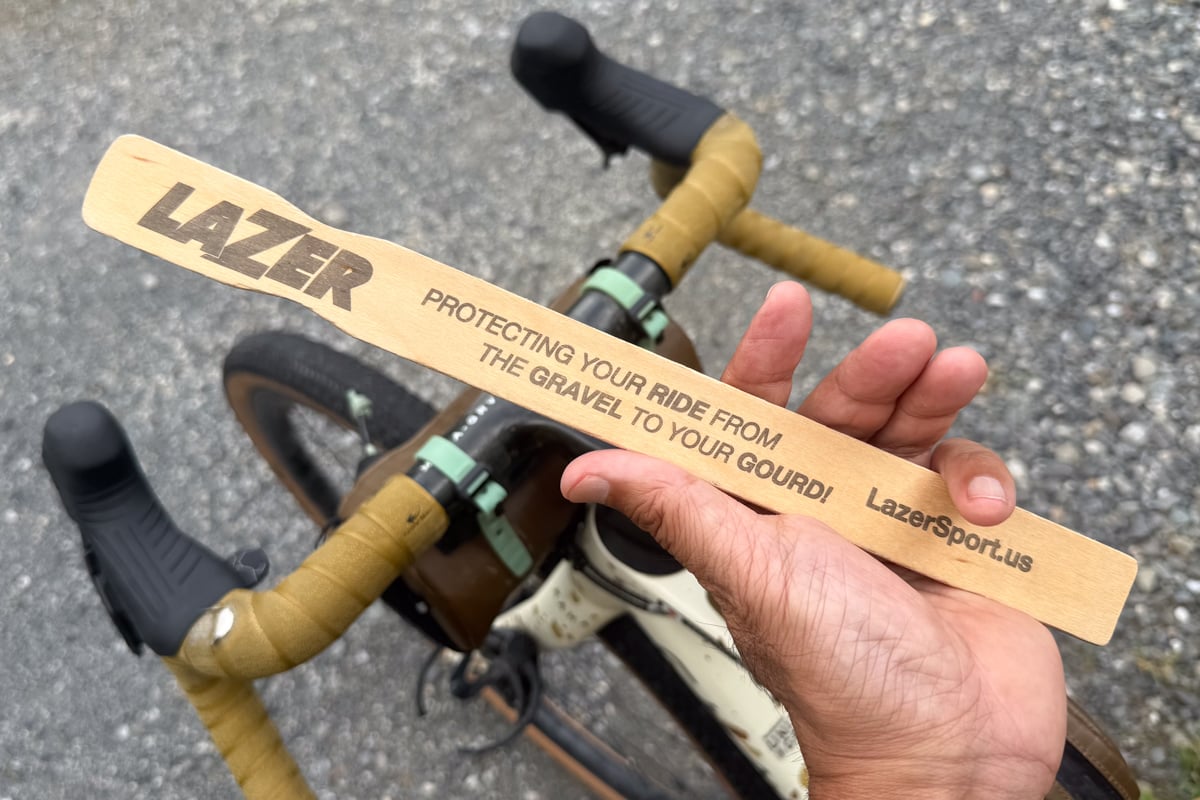 LAZER
PROTECTING YOUR RIDE FROM
THE GRAVEL TO YOUR GOURD!
LazerSport.us